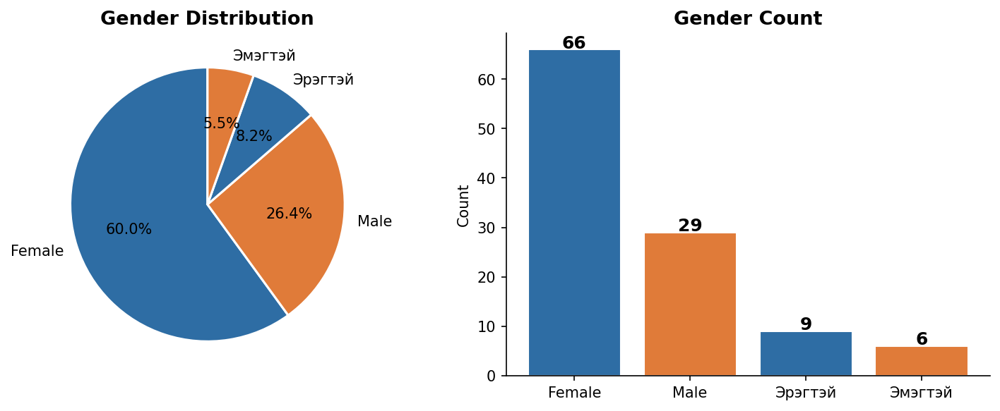 Gender Distribution
Эмэгтэй
Эрэгтэй
5.5%
8.2%
26.4%
Male
60.0%
Female
Gender Count
66
29
9
6
60
50
40
30
20
10
0
Count
Female
Male
Эрэгтэй
Эмэгтэй